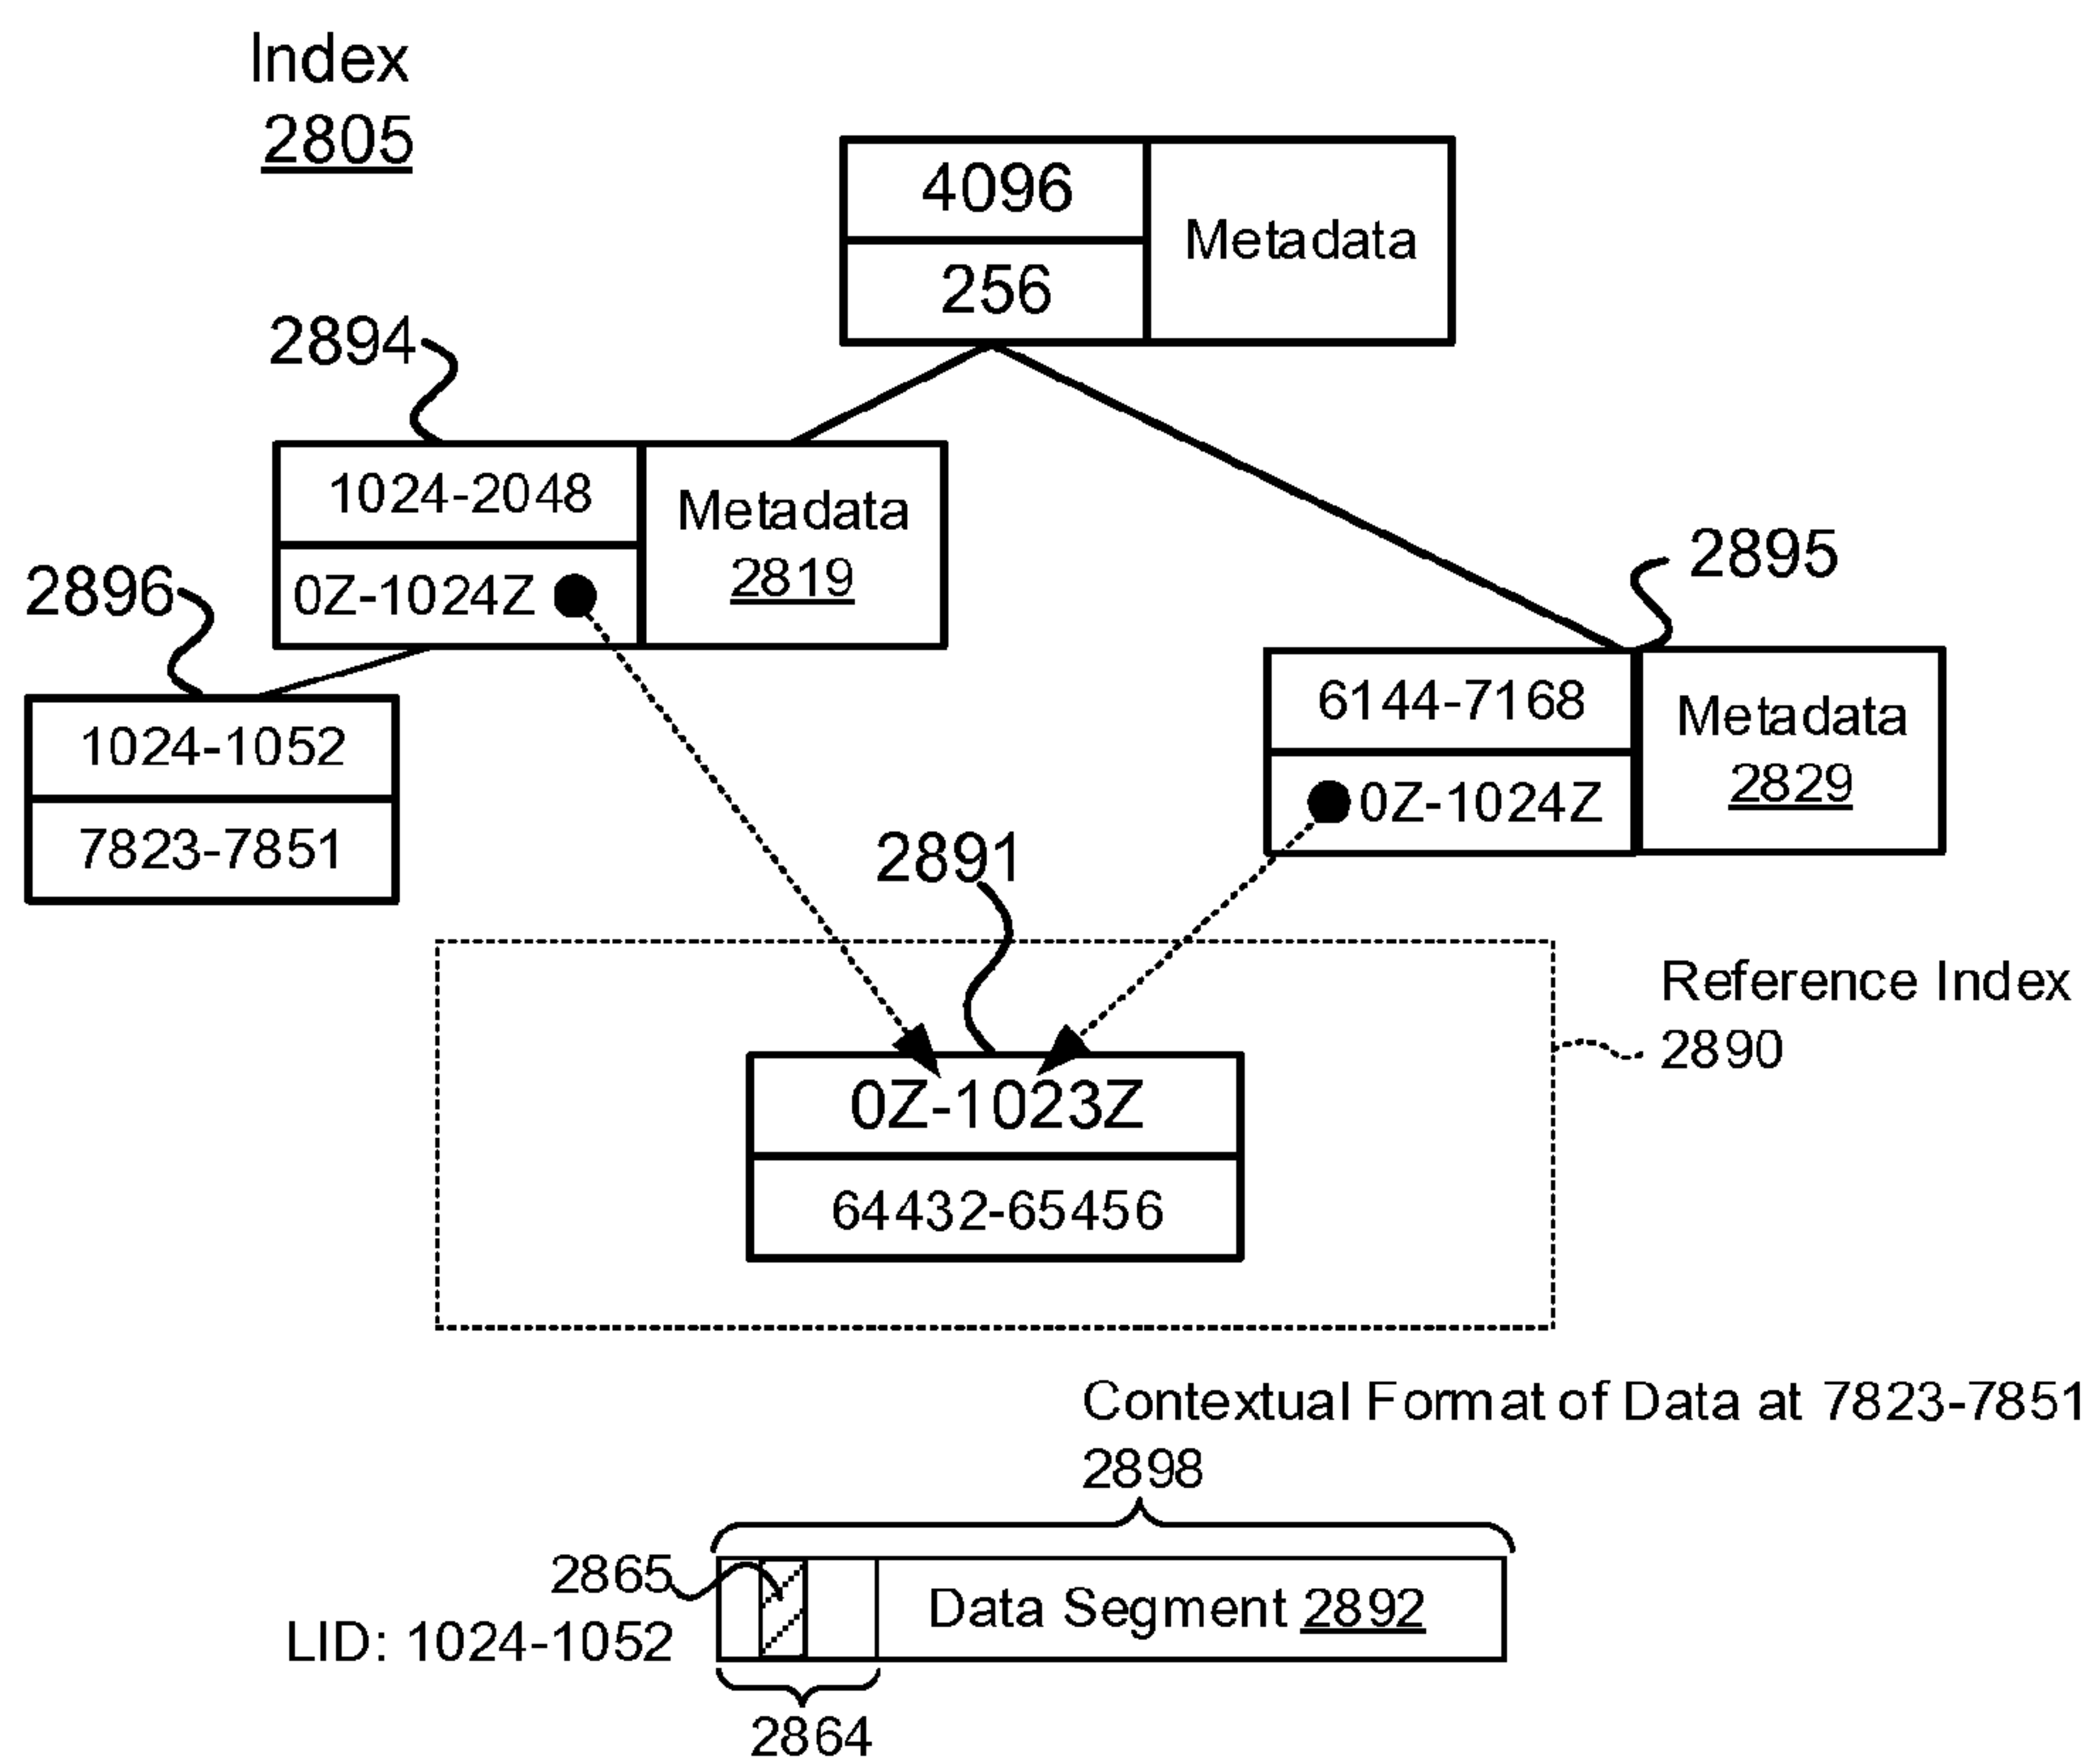 Index
2805
4096
256
Metadata
2894
1024-2048
0Z-1024Z
Metadata
2819
2896
1024-1052
7823-7851
2895
6144-7168
0Z-1024Z
Metadata
2829
2891
0Z-1023Z
64432-65456
Reference Index
2890
Contextual Format of Data at 7823-7851
2898
2865
LID: 1024-1052
Data Segment 2892
2864